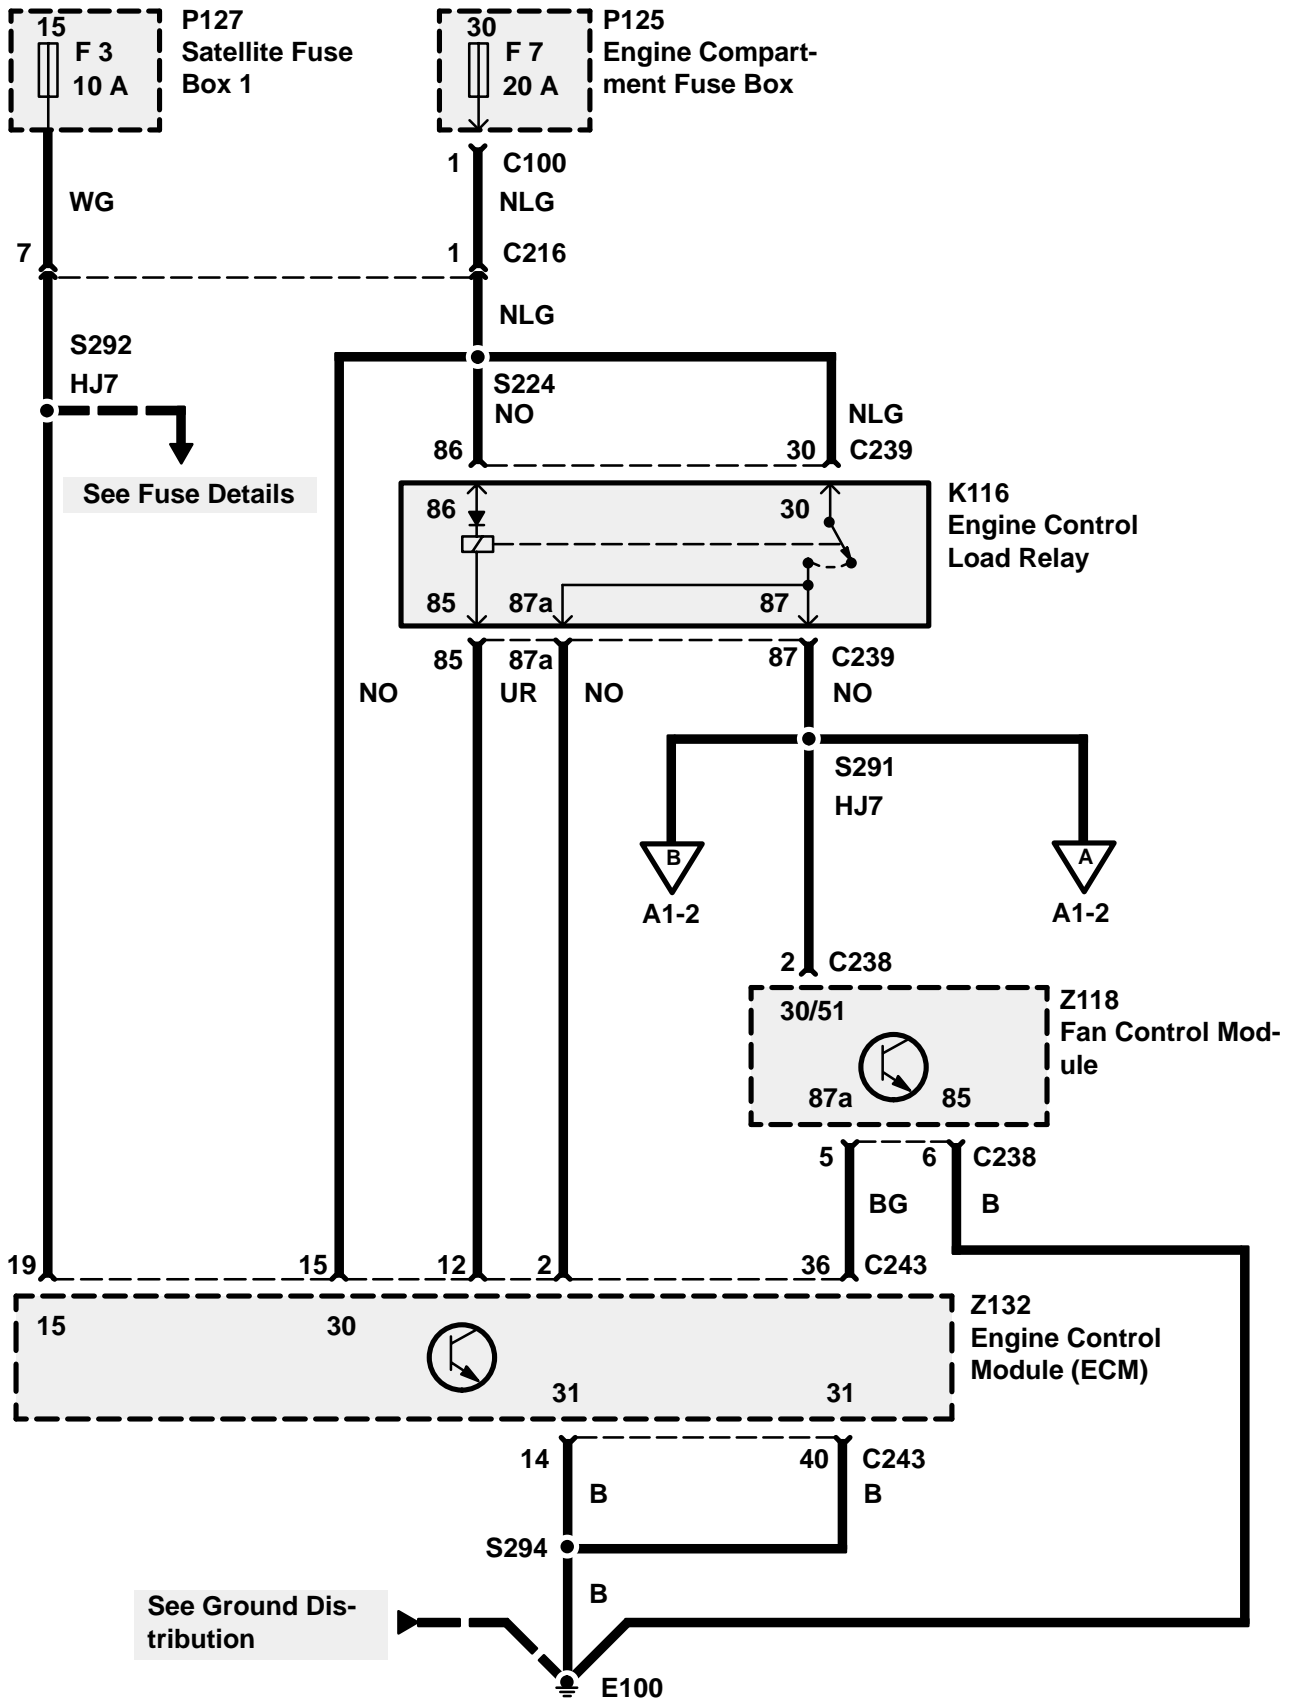 15
F 3
10 A
P127
Satellite Fuse
Box 1
30
F 7
20 A
P125
Engine Compart-
ment Fuse Box
1 C100
WG
NLG
7
1 C216
NLG
S292
HJ7
S224
NO
NLG
86
30 C239
See Fuse Details
86
30
K116
Engine Control
Load Relay
85
87a
87
85
87a
87 C239
NO
UR
NO
NO
S291
HJ7
B
A
A1-2
A1-2
2 C238
30/51
Z118
Fan Control Mod-
ule
87a
85
5
6 C238
BG
B
19
15
12
2
36 C243
15
30
Z132
Engine Control
Module (ECM)
31
31
14
40 C243
B
B
S294
B
See Ground Dis-
tribution
E100